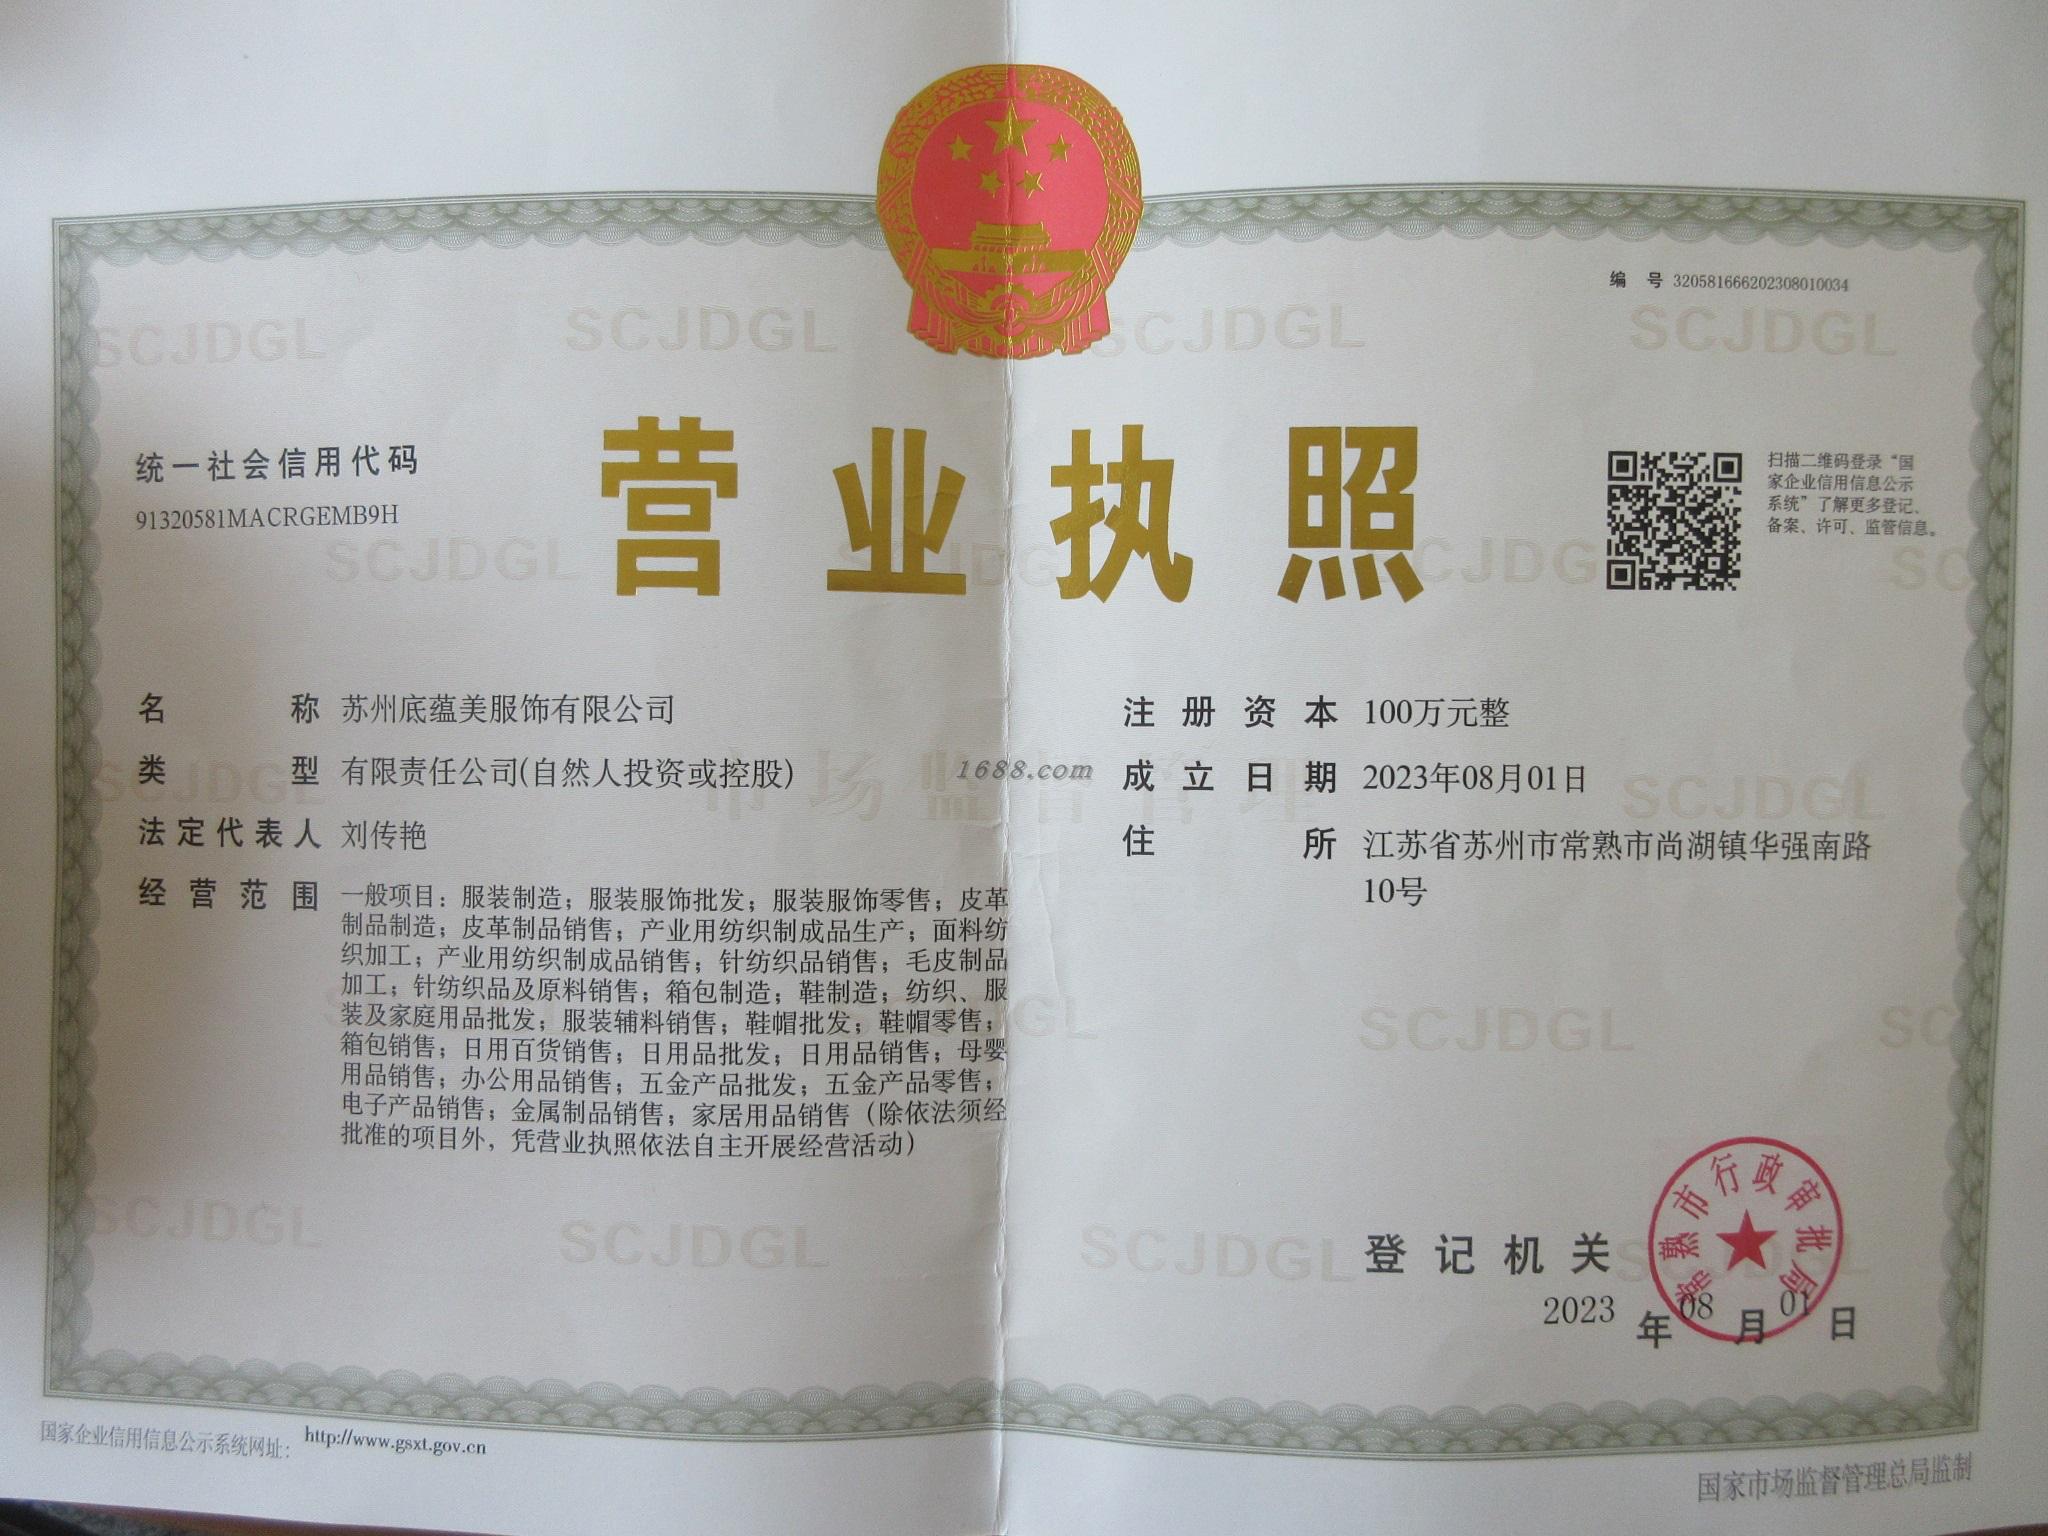 编 号 320581666202308010034
统一社会信用代码
91320581MACRGEMB9H
营业执照
扫描二维码登录“国
家企业信用信息公示
系统”了解更多登记、
备案、许可、监管信息。
名 称 苏州底蕴美服饰有限公司
类 型 有限责任公司(自然人投资或控股)
法定代表人 刘传艳
经营范围 一般项目：服装制造；服装服饰批发；服装服饰零售；皮革
制品制造；皮革制品销售；产业用纺织制成品生产；面料纺
织加工；产业用纺织制成品销售；针纺织品销售；毛皮制品
加工；针纺织品及原料销售；箱包制造；鞋制造；纺织、服
装及家庭用品批发；服装辅料销售；鞋帽批发；鞋帽零售；
箱包销售；日用百货销售；日用品批发；日用品销售；母婴
用品销售；办公用品销售；五金产品批发；五金产品零售；
电子产品销售；金属制品销售；家居用品销售（除依法须经
批准的项目外，凭营业执照依法自主开展经营活动）
注册资本 100万元整
成立日期 2023年08月01日
住 所 江苏省苏州市常熟市尚湖镇华强南路
10号
1688.com
市场监督管理
SCJDGL
登记机关
常熟市行政审批局
2023 年 08 月 01 日
国家企业信用信息公示系统网址： http://www.gsxt.gov.cn
国家市场监督管理总局监制